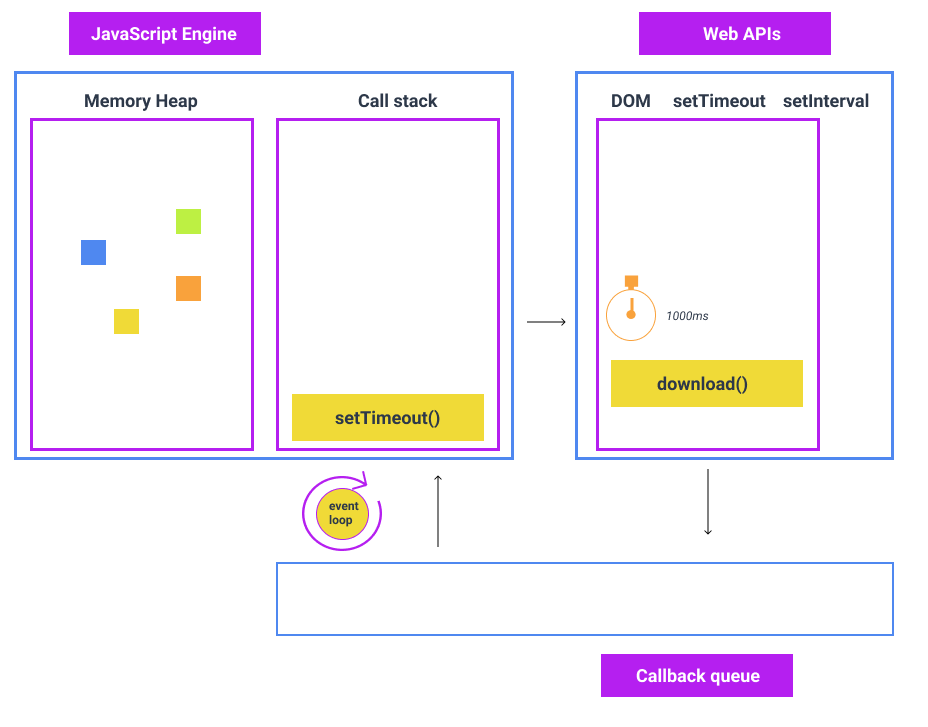 JavaScript Engine
Web APIs
Memory Heap
Call stack
DOM setTimeout setInterval
1000ms
download()
setTimeout()
event
loop
Callback queue